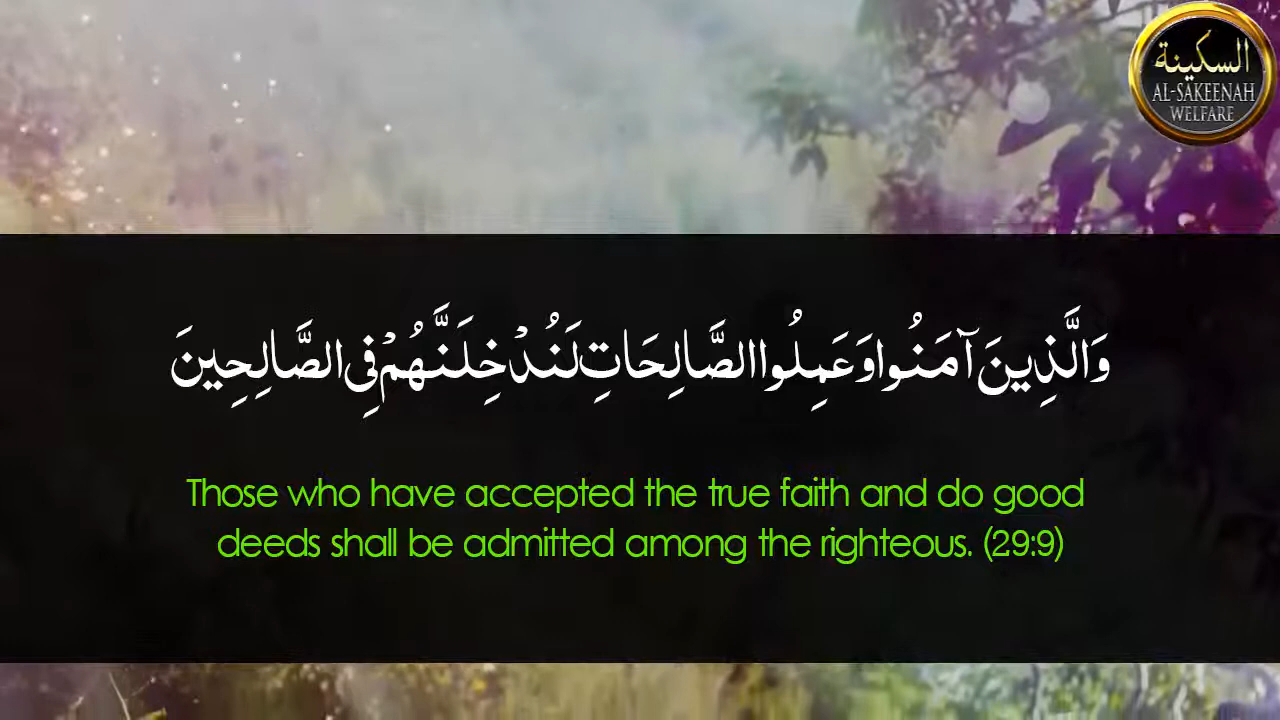 السكينة
AL-SAKEENAH
WELFARE
وَالَّذِينَ آمَنُوا وَعَمِلُوا الصَّالِحَاتِ لَنُدْخِلَنَّهُمْ فِي الصَّالِحِينَ
Those who have accepted the true faith and do good
deeds shall be admitted among the righteous. (29:9)